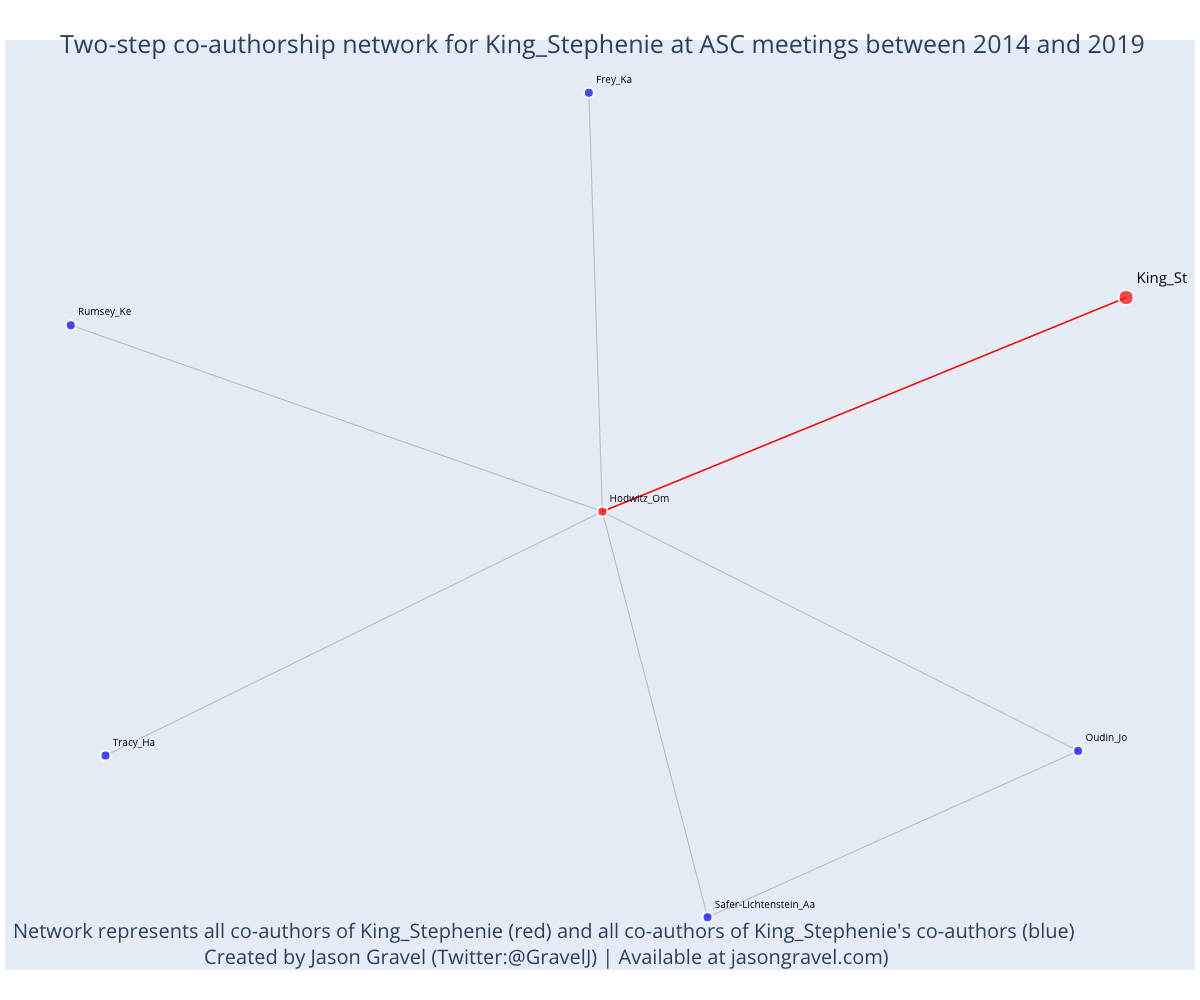 Two-step co-authorship network for King_Stephenie at ASC meetings between 2014 and 2019
Frey_Ka
King_St
Rumsey_Ke
Hodwitz_Om
Oudin_Jo
Tracy_Ha
Safer-Lichtenstein_Aa
Network represents all co-authors of King_Stephenie (red) and all co-authors of King_Stephenie's co-authors (blue)
Created by Jason Gravel (Twitter:@GravelJ) | Available at jasongravel.com)